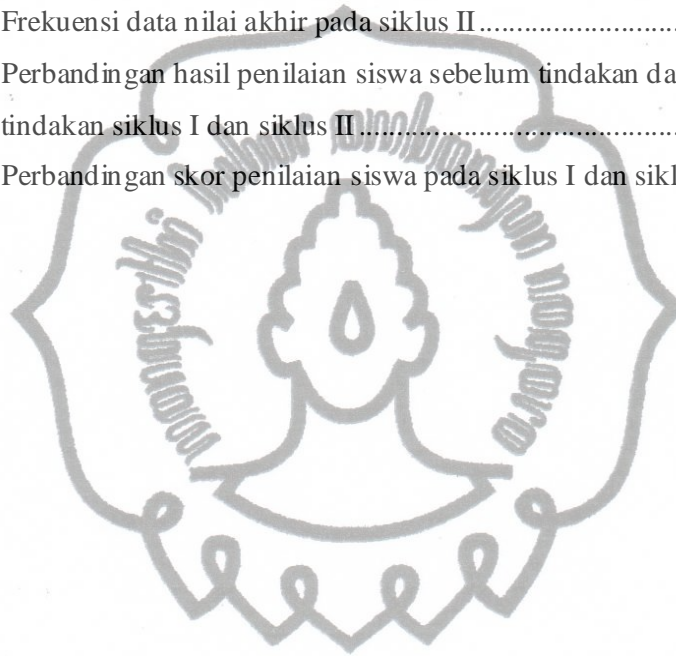 Frekuensi data nilai akhir pada siklus II ............................
Perbandingan hasil penilaian siswa sebelum tindakan da
tindakan siklus I dan siklus II .....................................
Perbandingan skor penilaian siswa pada siklus I dan sikl